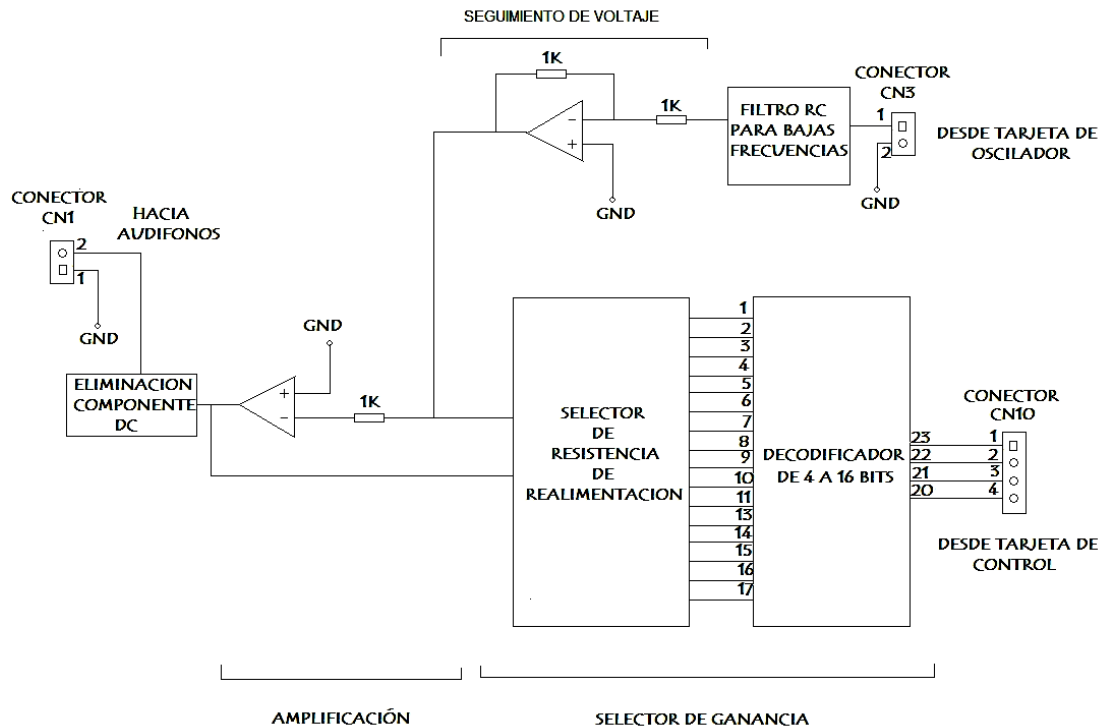 SEGUIMIENTO DE VOLTAJE
1K
1K
FILTRO RC
PARA BAJAS
FRECUENCIAS
CONECTOR
CN3
1
2
DESDE TARJETA DE
OSCILADOR
GND
GND
CONECTOR
CN1
HACIA
AUDIFONOS
2
1
GND
GND
ELIMINACION
COMPONENTE
DC
+
-
1K
-
+
SELECTOR
DE
RESISTENCIA
DE
REALIMENTACION
1
2
3
4
5
6
7
8
9
10
11
13
14
15
16
17
DECODIFICADOR
DE 4 A 16 BITS
23
22
21
20
CONECTOR
CN10
1
2
3
4
DESDE TARJETA DE
CONTROL
AMPLIFICACIÓN
SELECTOR DE GANANCIA